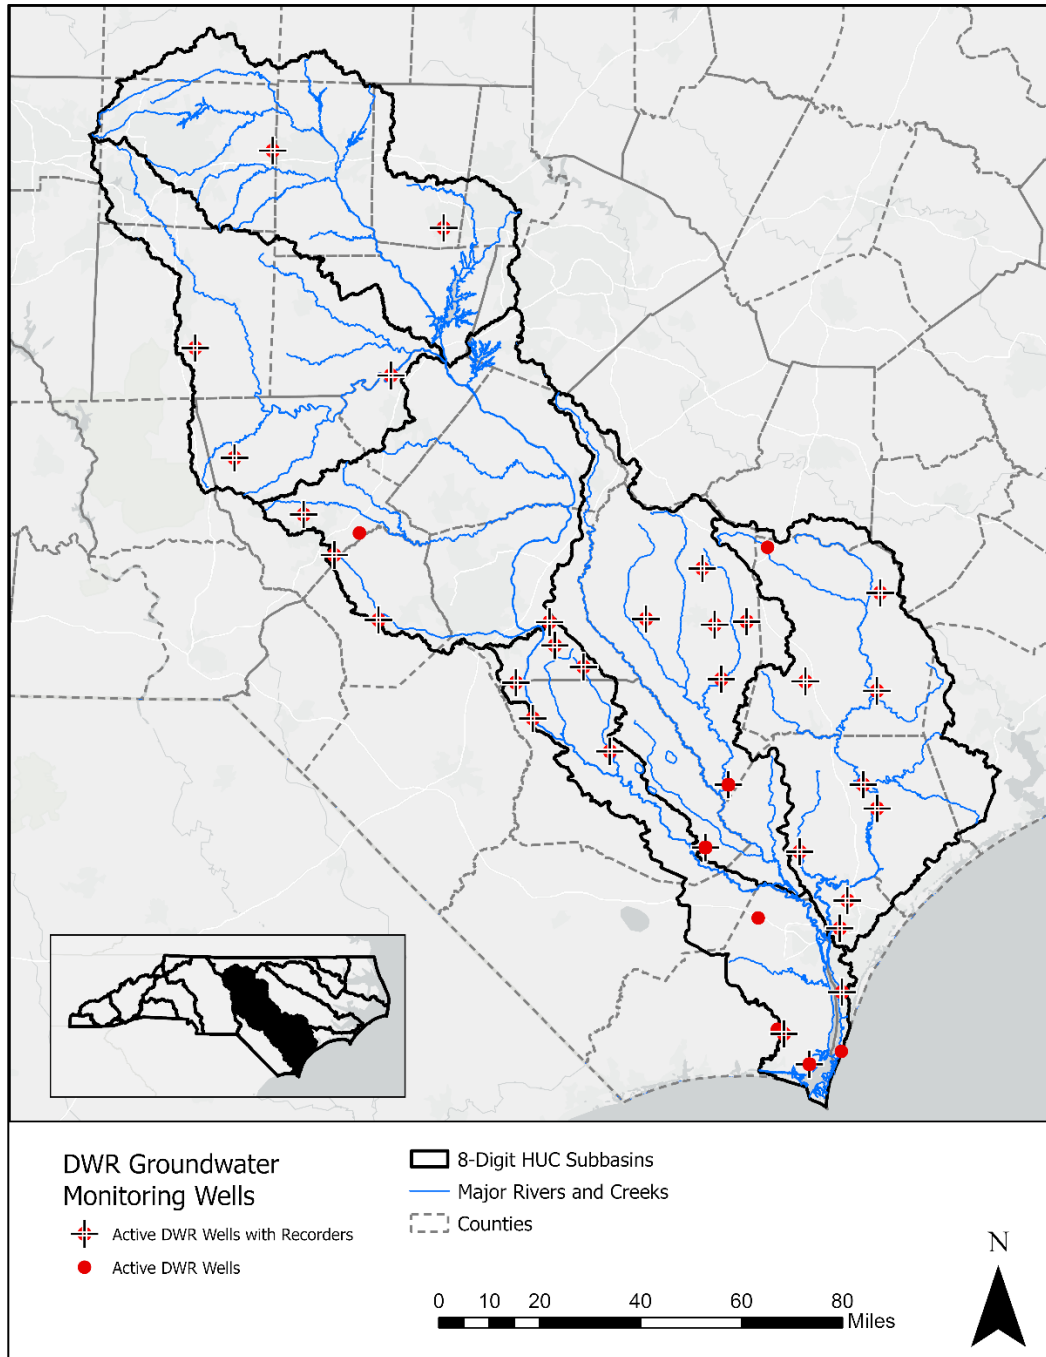 DWR Groundwater
Monitoring Wells
Active DWR Wells with Recorders
Active DWR Wells
8-Digit HUC Subbasins
Major Rivers and Creeks
Counties
N
0 10 20 40 60 80
Miles